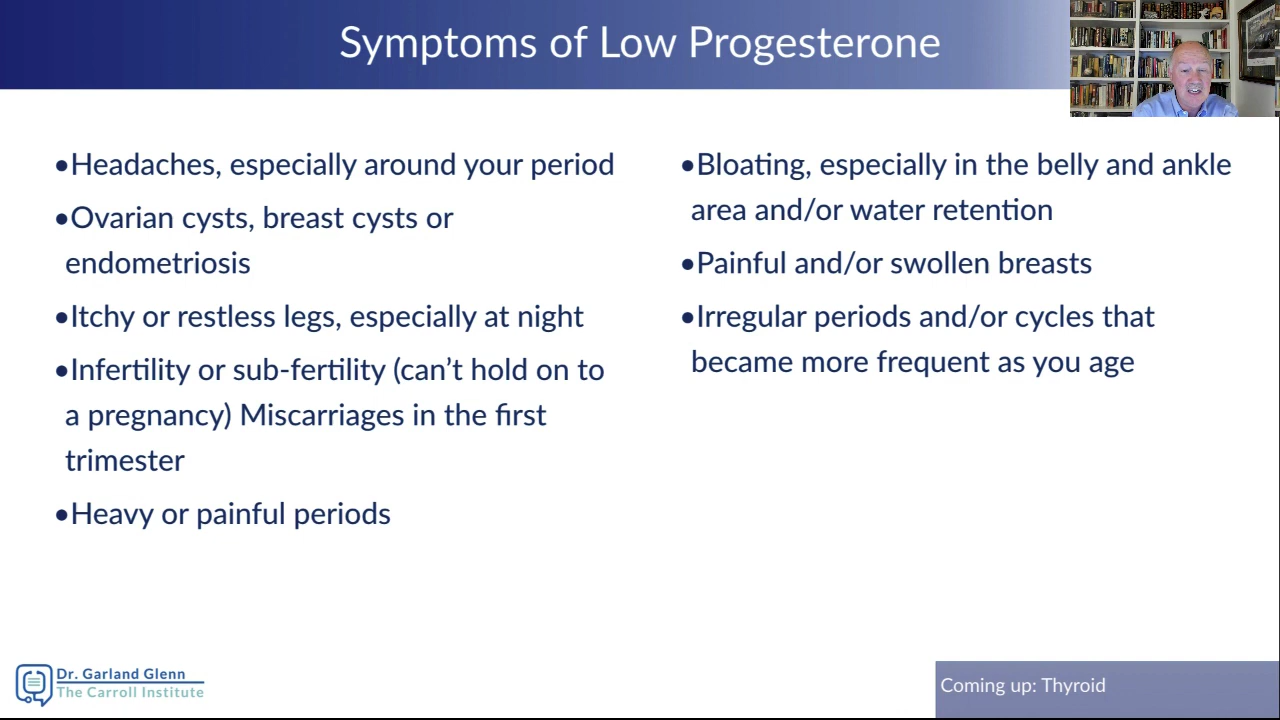 Symptoms of Low Progesterone
•Headaches, especially around your period
•Ovarian cysts, breast cysts or
endometriosis
•Itchy or restless legs, especially at night
•Infertility or sub-fertility (can’t hold on to
a pregnancy) Miscarriages in the first
trimester
•Heavy or painful periods
•Bloating, especially in the belly and ankle
area and/or water retention
•Painful and/or swollen breasts
•Irregular periods and/or cycles that
became more frequent as you age
Dr. Garland Glenn
The Carroll Institute
Coming up: Thyroid